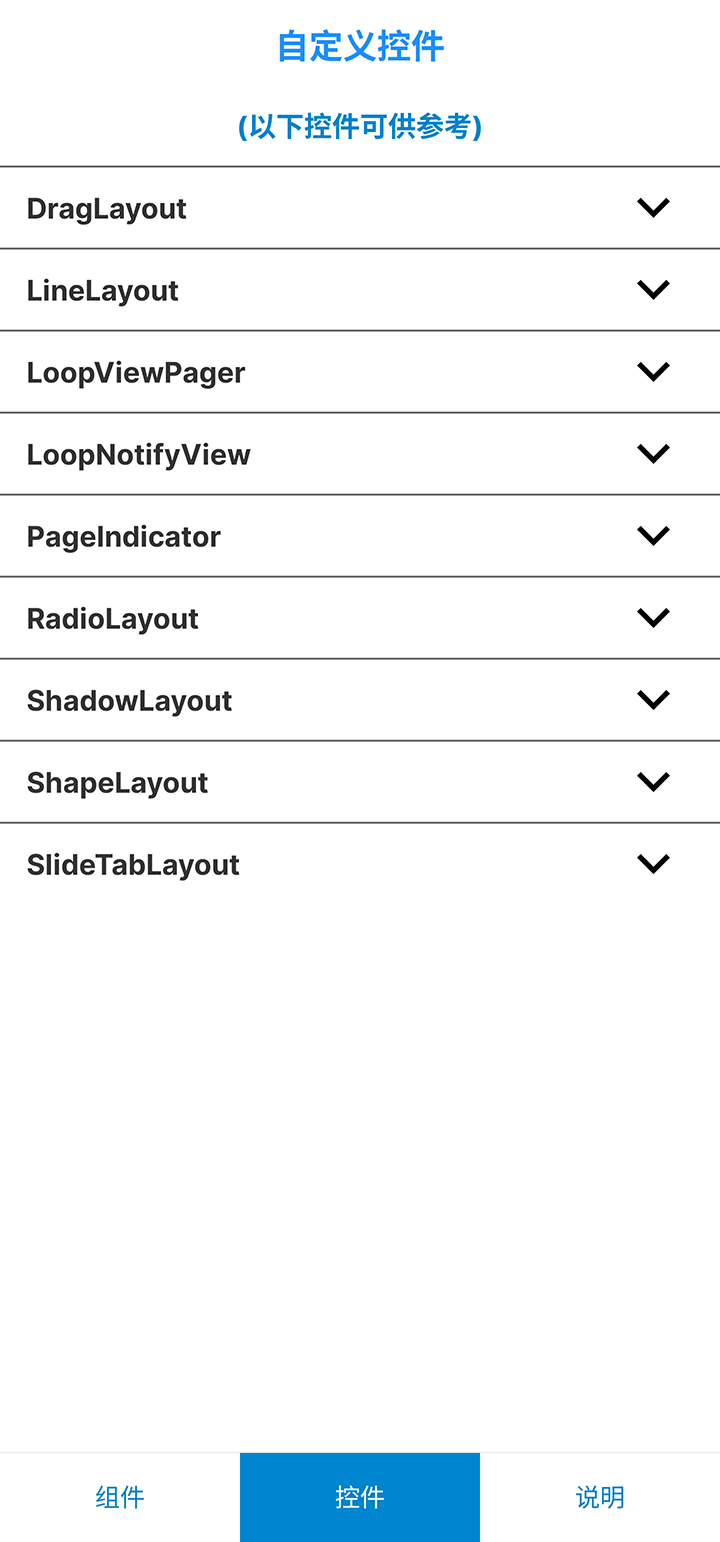 自定义控件
(以下控件可供参考)
DragLayout
LineLayout
LoopViewPager
LoopNotifyView
PageIndicator
RadioLayout
ShadowLayout
ShapeLayout
SlideTabLayout
组件 控件 说明